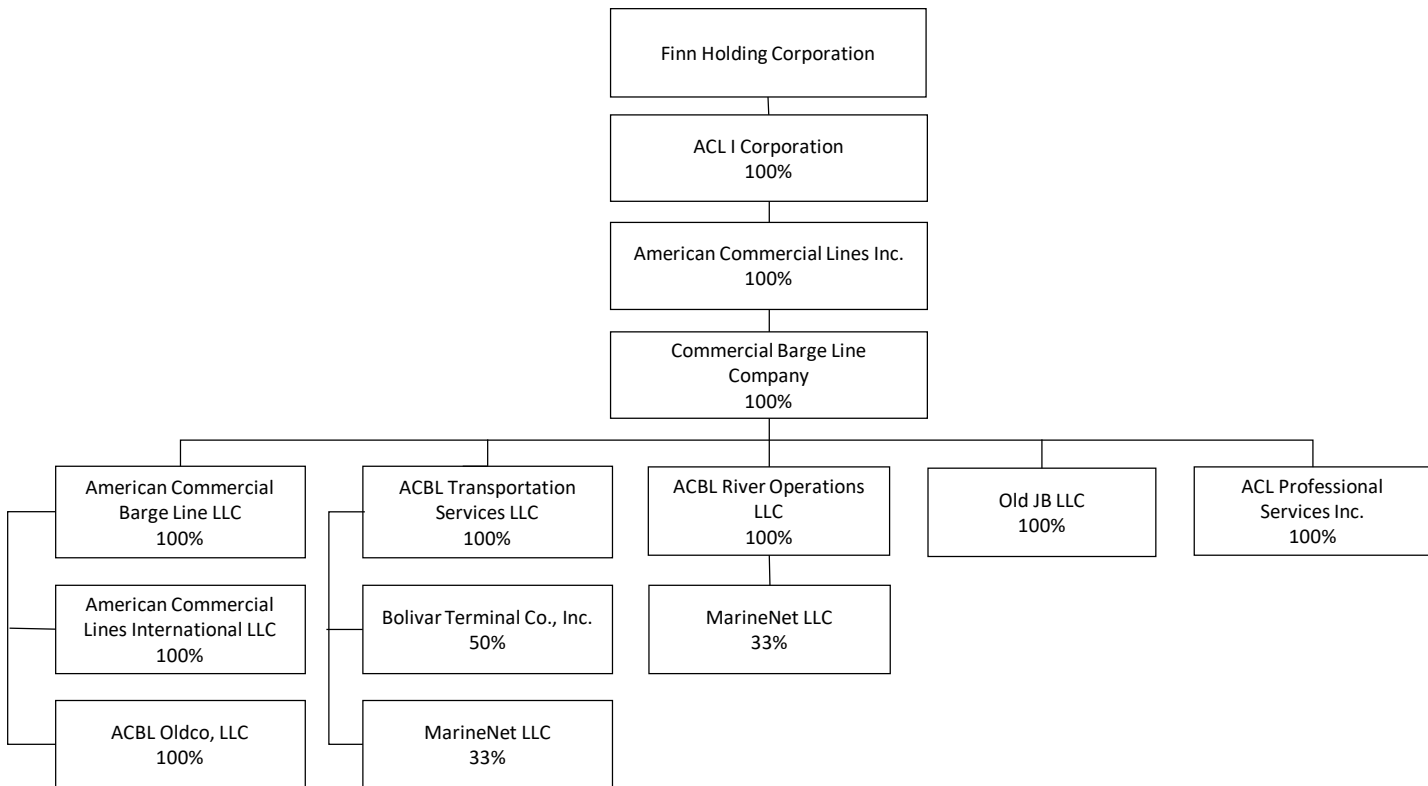 Finn Holding Corporation
ACL I Corporation
100%
American Commercial Lines Inc.
100%
Commercial Barge Line
Company
100%
American Commercial
Barge Line LLC
100%
ACBL Transportation
Services LLC
100%
ACBL River Operations
LLC
100%
Old JB LLC
100%
ACL Professional
Services Inc.
100%
American Commercial
Lines International LLC
100%
Bolivar Terminal Co., Inc.
50%
MarineNet LLC
33%
ACBL Oldco, LLC
100%
MarineNet LLC
33%